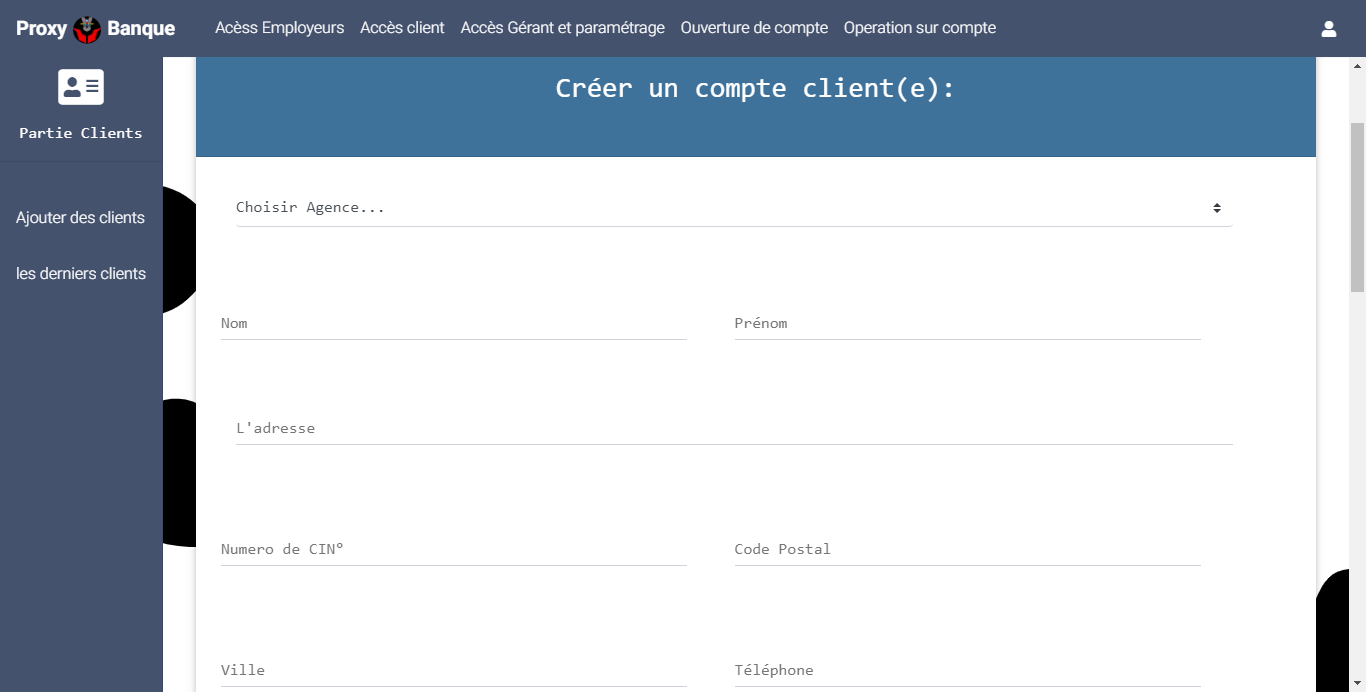 Proxy Banque Acèss Employeurs Accès client Accès Gérant et paramétrage Ouverture de compte Operation sur compte
Partie Clients
Ajouter des clients
les derniers clients
Créer un compte client(e):
Choisir Agence...
Nom Prénom
L'adresse
Numero de CIN° Code Postal
Ville Téléphone